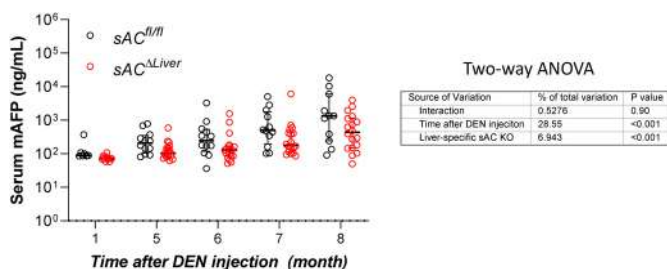 Serum mAFP (ng/mL)
10⁶
10⁵
10⁴
10³
10²
10¹
10⁰
sAC^fl/fl
sAC^ΔLiver
1 5 6 7 8
Time after DEN injection (month)
Two-way ANOVA
Source of Variation % of total variation P value
Interaction 0.5276 0.90
Time after DEN injeciton 28.55 <0.001
Liver-specific sAC KO 6.943 <0.001